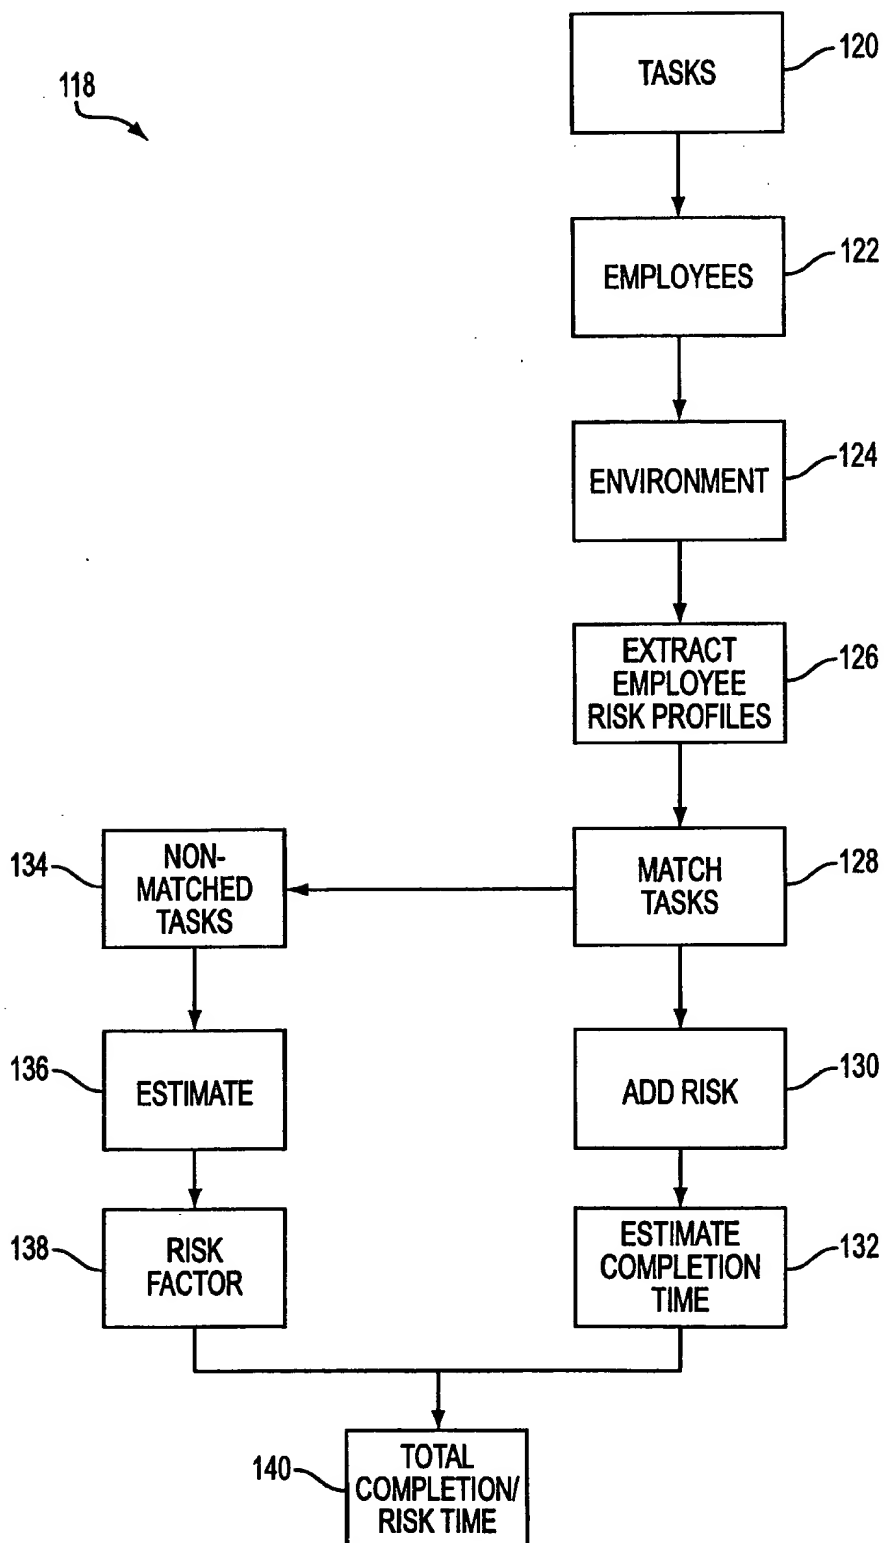 118
TASKS
120
EMPLOYEES
122
ENVIRONMENT
124
EXTRACT
EMPLOYEE
RISK PROFILES
126
134
NON-
MATCHED
TASKS
MATCH
TASKS
128
136
ESTIMATE
ADD RISK
130
138
RISK
FACTOR
ESTIMATE
COMPLETION
TIME
132
140
TOTAL
COMPLETION/
RISK TIME